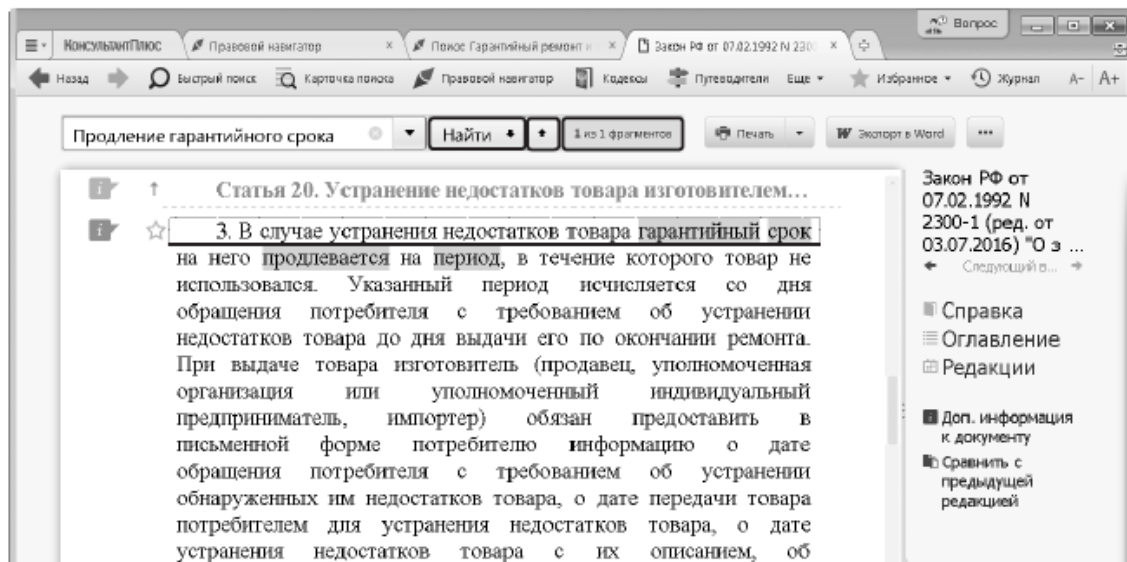 Вопрос
КонсультантПлюс
Правовой навигатор
Поиск Гарантийный ремонт и
Закон РФ от 07.02.1992 N 2300
Назад
Быстрый поиск
Карточка поиска
Правовой навигатор
Кодексы
Путеводители
Еще
Избранное
Журнал
A- A+
Продление гарантийного срока
Найти
1 из 1 фрагментов
Печать
Экспорт в Word
Статья 20. Устранение недостатков товара изготовителем...
3. В случае устранения недостатков товара гарантийный срок
на него продлевается на период, в течение которого товар не
использовался. Указанный период исчисляется со дня
обращения потребителя с требованием об устранении
недостатков товара до дня выдачи его по окончании ремонта.
При выдаче товара изготовитель (продавец, уполномоченная
организация или уполномоченный индивидуальный
предприниматель, импортер) обязан предоставить в
письменной форме потребителю информацию о дате
обращения потребителя с требованием об устранении
обнаруженных им недостатков товара, о дате передачи товара
потребителем для устранения недостатков товара, о дате
устранения недостатков товара с их описанием, об
Закон РФ от
07.02.1992 N
2300-1 (ред. от
03.07.2016) "О з ...
Следующий в...
Справка
Оглавление
Редакции
Доп. информация
к документу
Сравнить с
предыдущей
редакцией